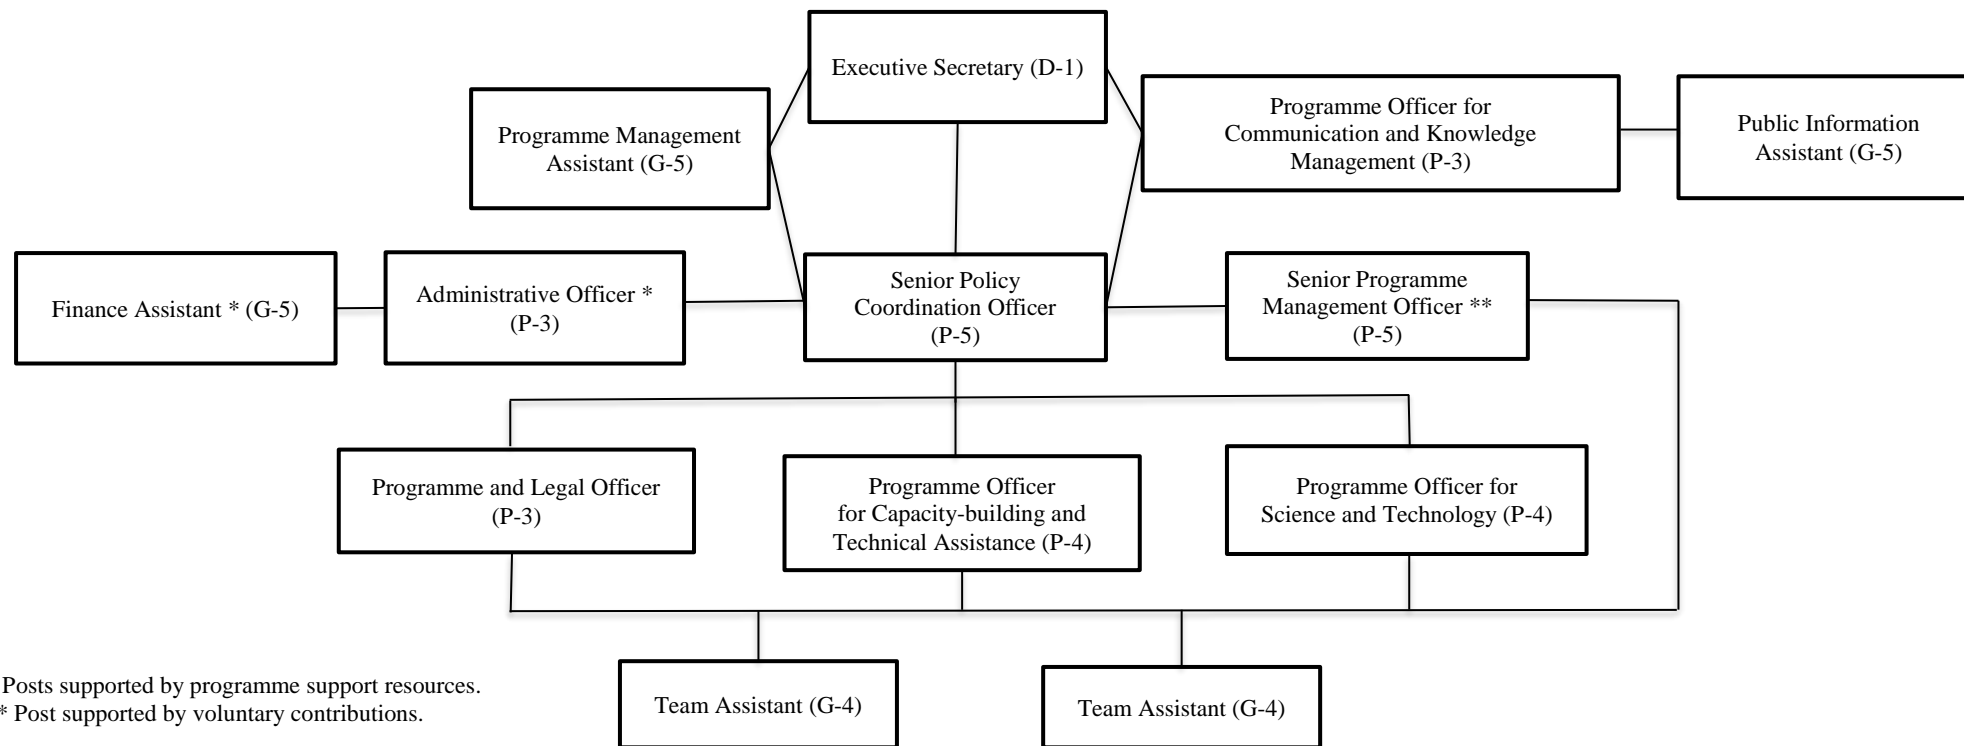 Executive Secretary (D-1)
Programme Management
Assistant (G-5)
Programme Officer for
Communication and Knowledge
Management (P-3)
Public Information
Assistant (G-5)
Finance Assistant * (G-5)
Administrative Officer *
(P-3)
Senior Policy
Coordination Officer
(P-5)
Senior Programme
Management Officer **
(P-5)
Programme and Legal Officer
(P-3)
Programme Officer
for Capacity-building and
Technical Assistance (P-4)
Programme Officer for
Science and Technology (P-4)
Team Assistant (G-4)
Team Assistant (G-4)
Posts supported by programme support resources.
* Post supported by voluntary contributions.